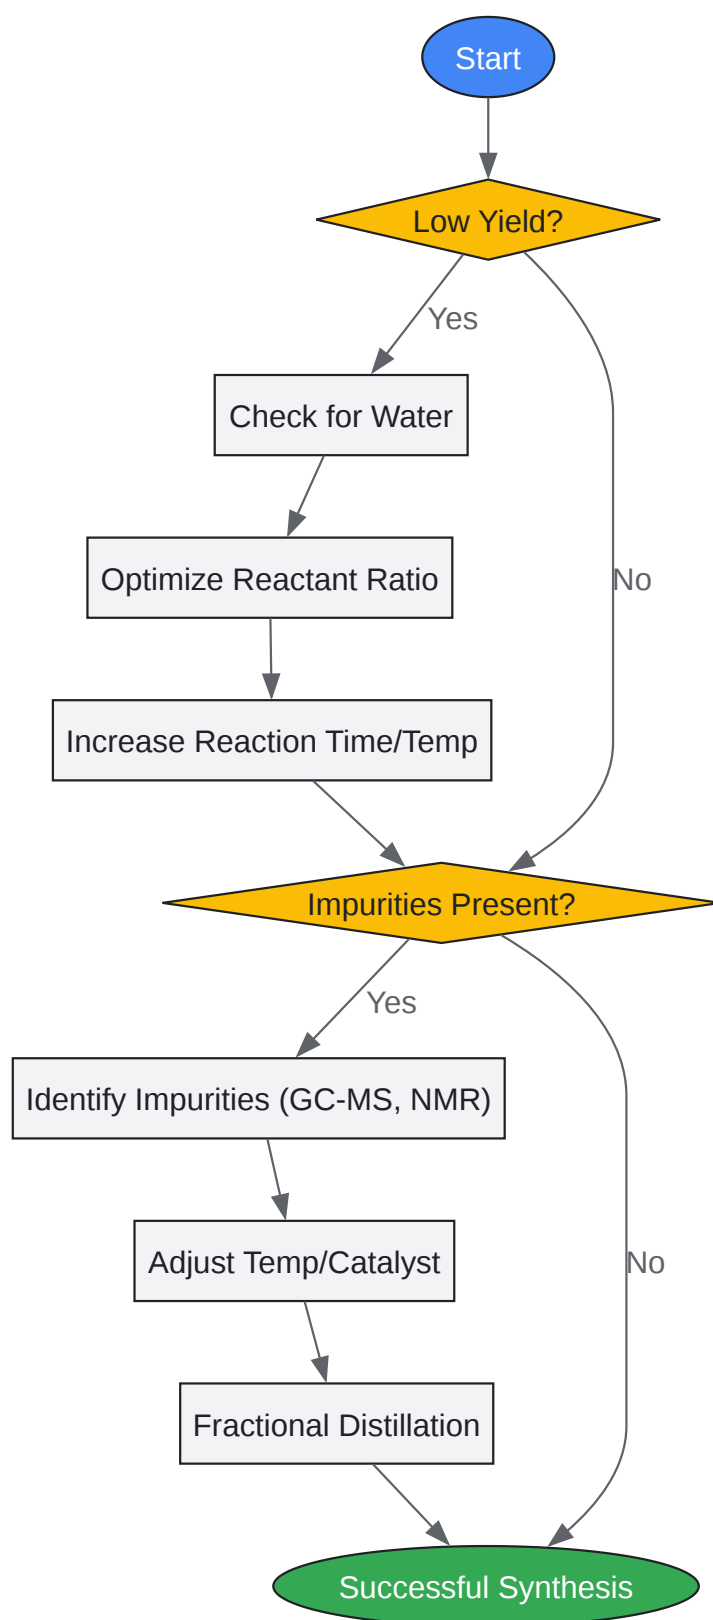 Start
Low Yield?
Yes
Check for Water
Optimize Reactant Ratio
No
Increase Reaction Time/Temp
Impurities Present?
Yes
Identify Impurities (GC-MS, NMR)
Adjust Temp/Catalyst
No
Fractional Distillation
Successful Synthesis